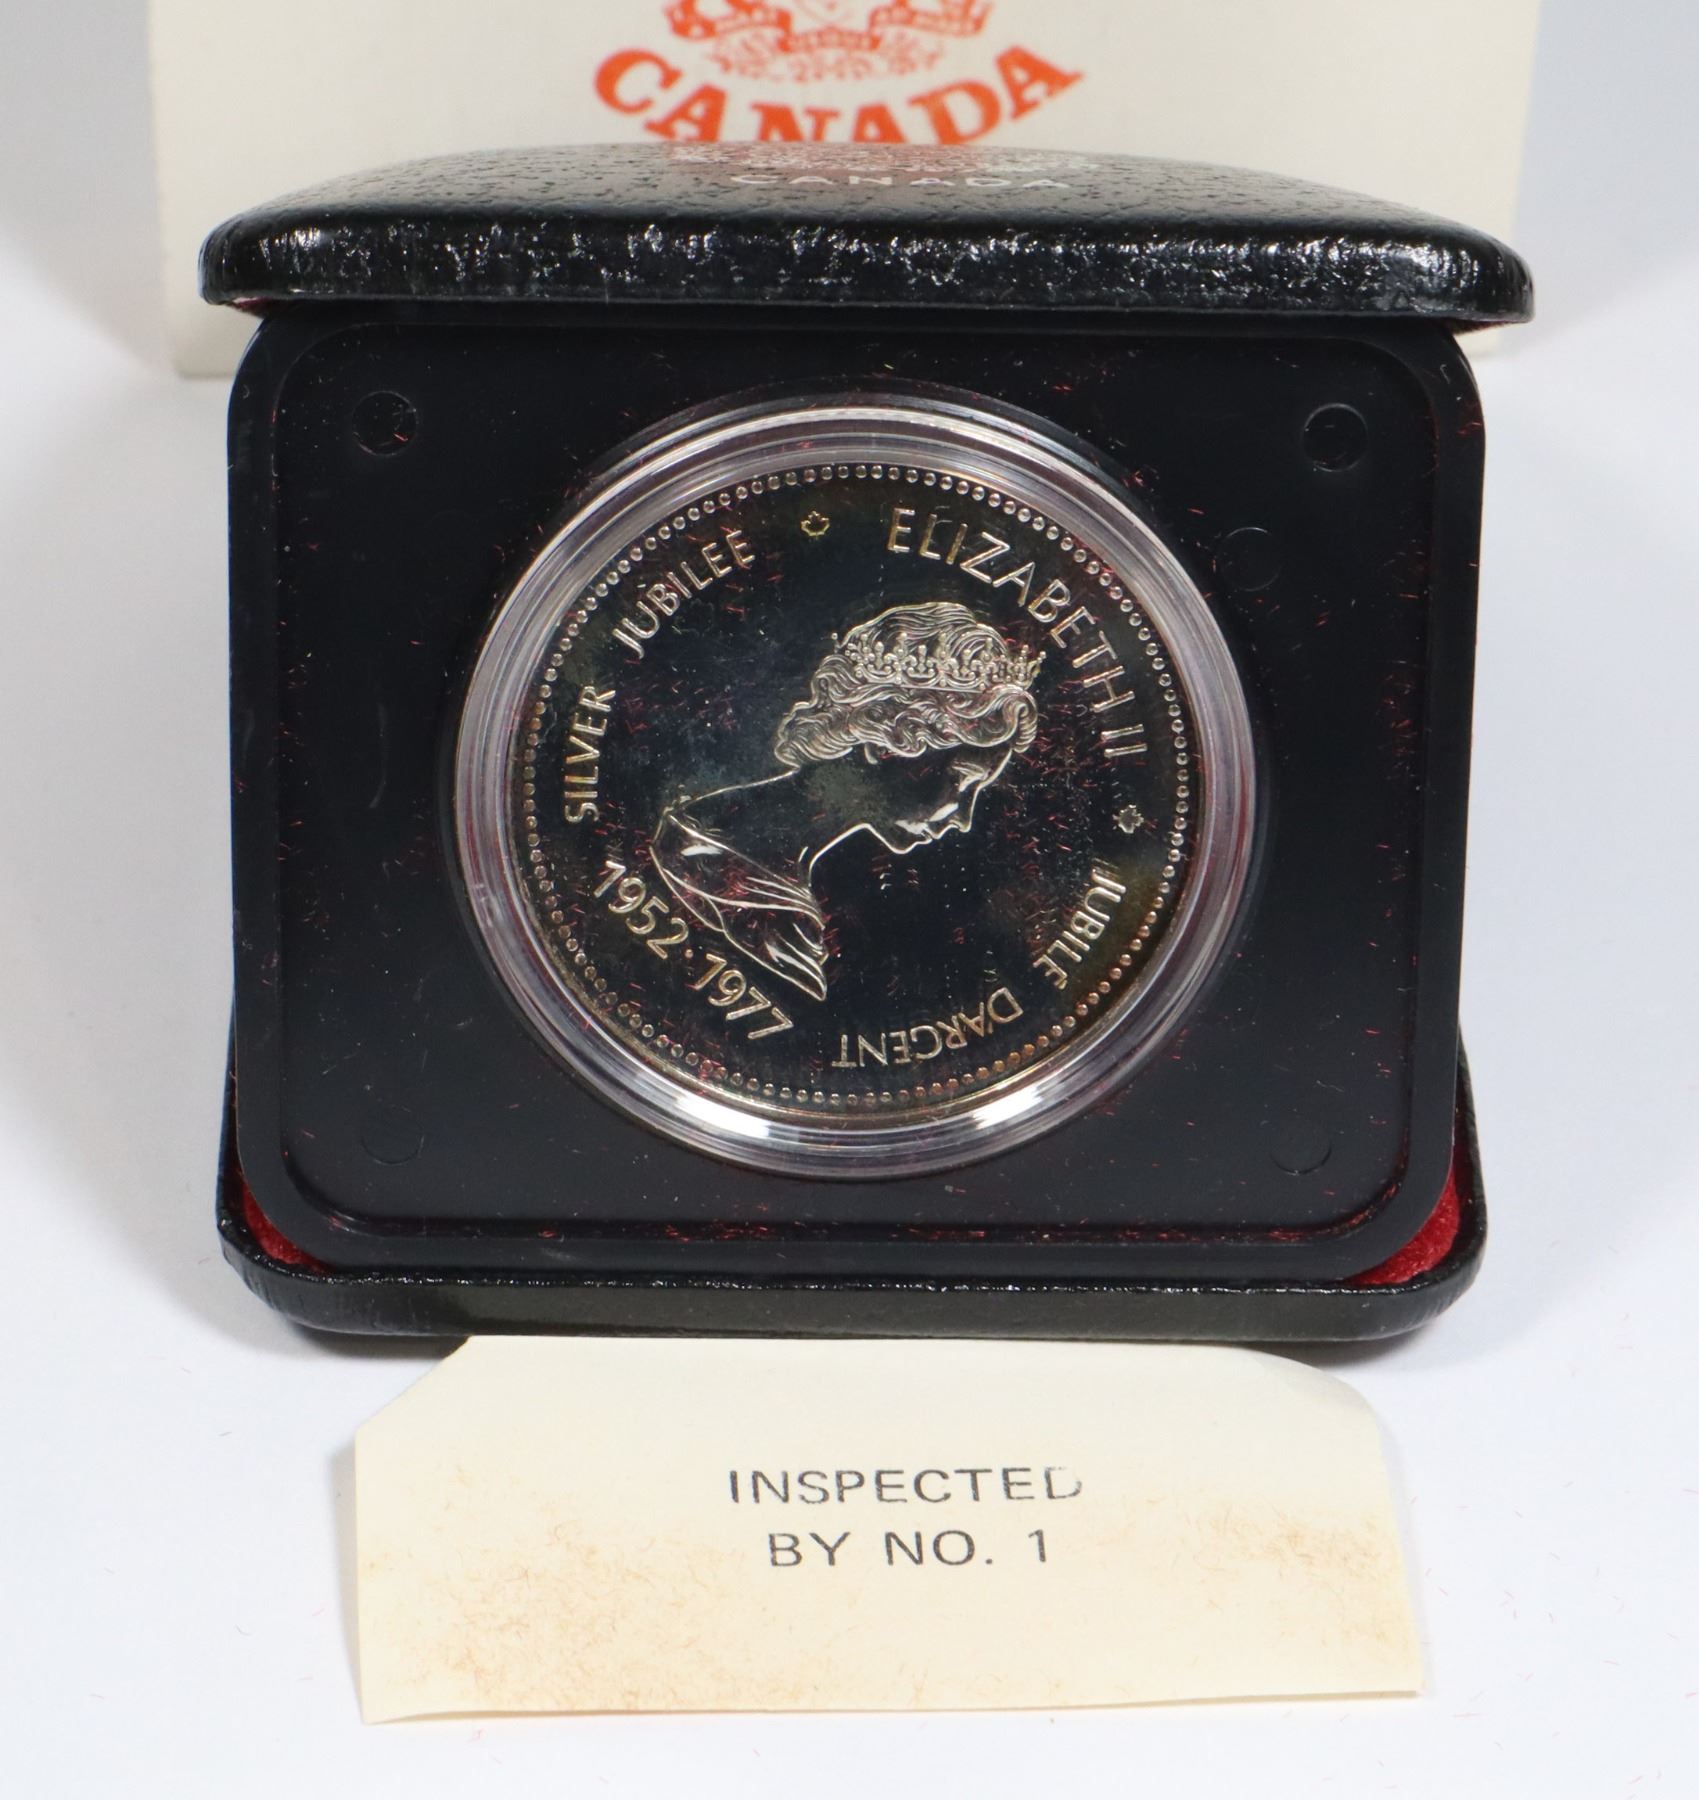 CANADA
CANADA
SILVER JUBILEE
ELIZABETH II
JUBILE D'ARGENT
1952·1977
INSPECTED
BY NO. 1